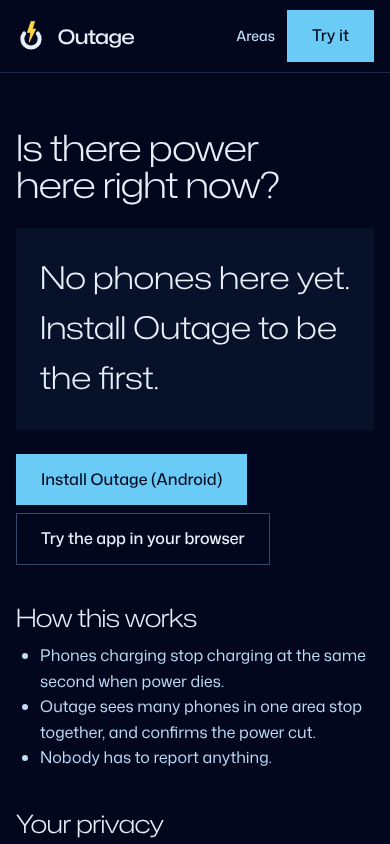 Outage
Areas
Try it
Is there power
here right now?
No phones here yet.
Install Outage to be
the first.
Install Outage (Android)
Try the app in your browser
How this works
Phones charging stop charging at the same
second when power dies.
Outage sees many phones in one area stop
together, and confirms the power cut.
Nobody has to report anything.
Your privacy